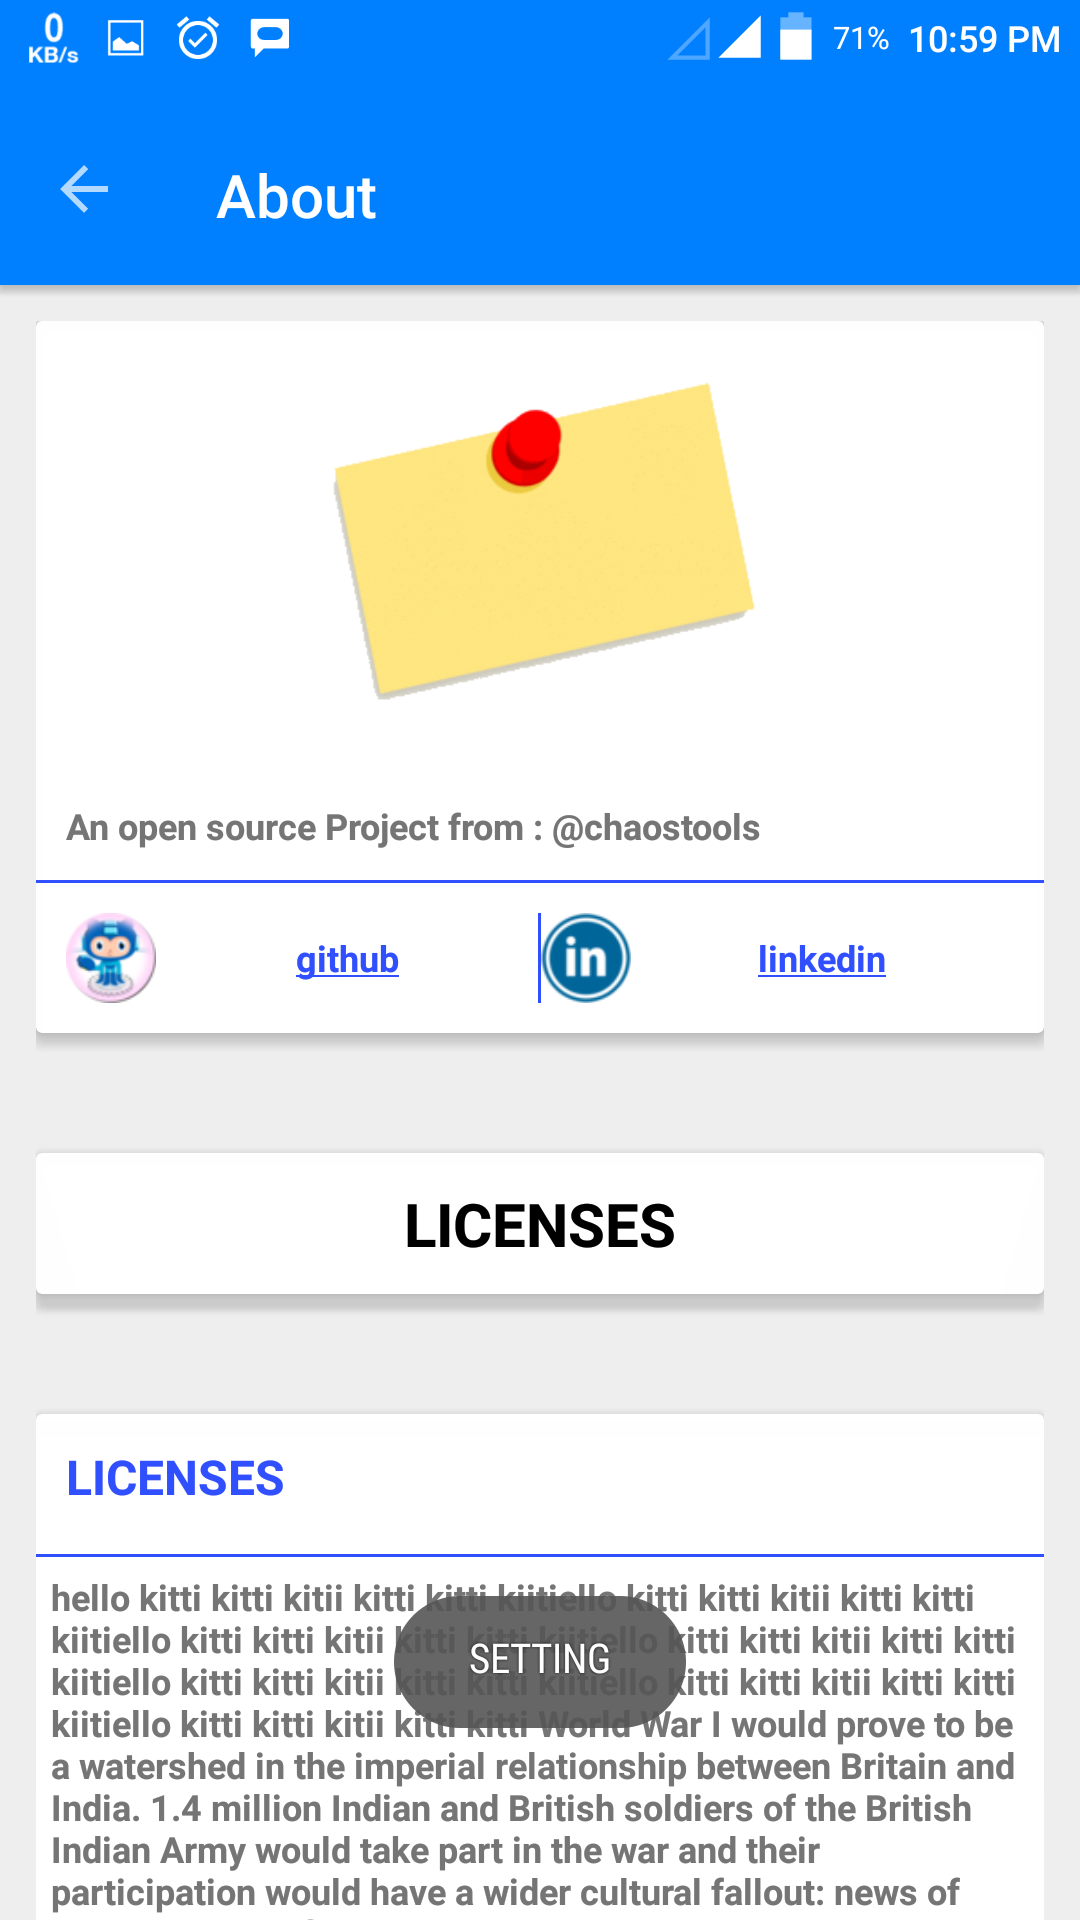 0
KB/s
71%
10:59 PM
About
An open source Project from : @chaostools
github
in
linkedin
LICENSES
LICENSES
hello kitti kitti kitii kitti kitti kiitiello kitti kitti kitii kitti kitti
kiitiello kitti kitti kitii kitti kitti kiitiello kitti kitti kitii kitti kitti
kiitiello kitti kitti kitii kitti kitti kiitiello kitti kitti kitii kitti kitti
SETTING
kiitiello kitti kitti kitii kitti kitti World War I would prove to be
a watershed in the imperial relationship between Britain and
India. 1.4 million Indian and British soldiers of the British
Indian Army would take part in the war and their
participation would have a wider cultural fallout: news of